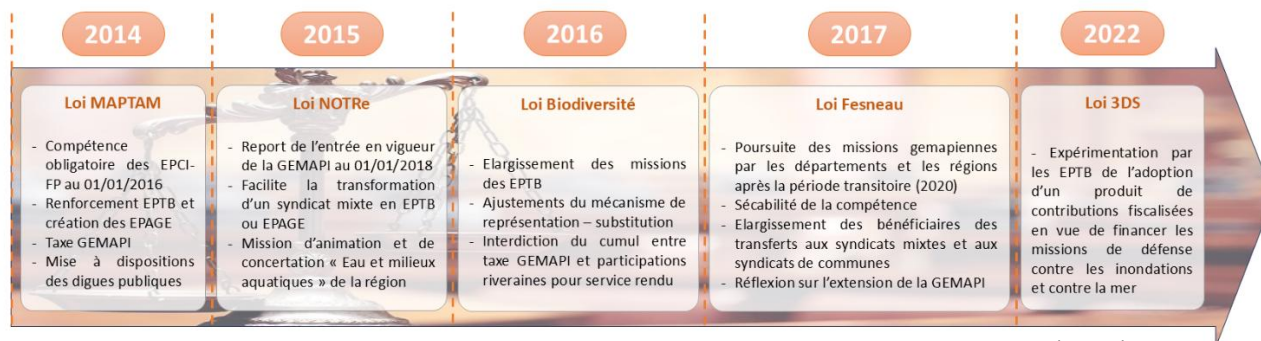 2014
Loi MAPTAM
- Compétence
obligatoire des EPCI-
FP au 01/01/2016
- Renforcement EPTB et
création des EPAGE
- Taxe GEMAPI
- Mise à dispositions
des digues publiques
2015
Loi NOTRe
- Report de l'entrée en vigueur
de la GEMAPI au 01/01/2018
- Facilite la transformation
d'un syndicat mixte en EPTB
ou EPAGE
- Mission d'animation et de
concertation « Eau et milieux
aquatiques » de la région
2016
Loi Biodiversité
- Elargissement des missions
des EPTB
- Ajustements du mécanisme de
représentation – substitution
- Interdiction du cumul entre
taxe GEMAPI et participations
riveraines pour service rendu
2017
Loi Fesneau
- Poursuite des missions gemapiennes
par les départements et les régions
après la période transitoire (2020)
- Sécabilité de la compétence
- Elargissement des bénéficiaires des
transferts aux syndicats mixtes et aux
syndicats de communes
- Réflexion sur l'extension de la GEMAPI
2022
Loi 3DS
- Expérimentation par
les EPTB de l'adoption
d'un produit de
contributions fiscalisées
en vue de financer les
missions de défense
contre les inondations
et contre la mer